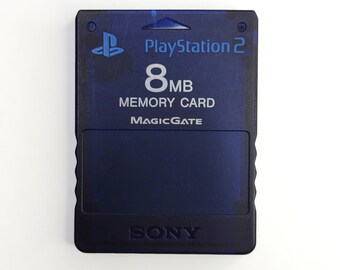 PlayStation 2
8MB
MEMORY CARD
MAGICGATE
SONY